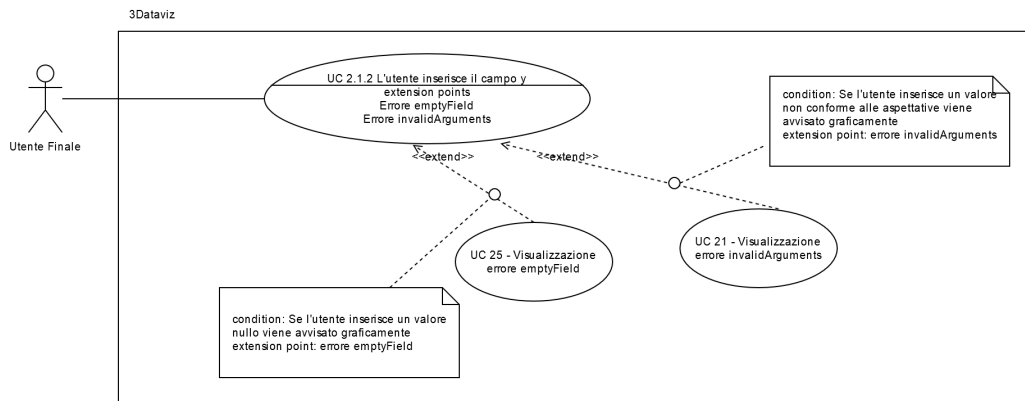 3Dataviz
UC 2.1.2 L'utente inserisce il campo y
extension points
Errore emptyField
Errore invalidArguments
Utente Finale
condition: Se l'utente inserisce un valore
non conforme alle aspettative viene
avvisato graficamente
extension point: errore invalidArguments
<<extend>>
<<extend>>
UC 25 - Visualizzazione
errore emptyField
UC 21 - Visualizzazione
errore invalidArguments
condition: Se l'utente inserisce un valore
nullo viene avvisato graficamente
extension point: errore emptyField